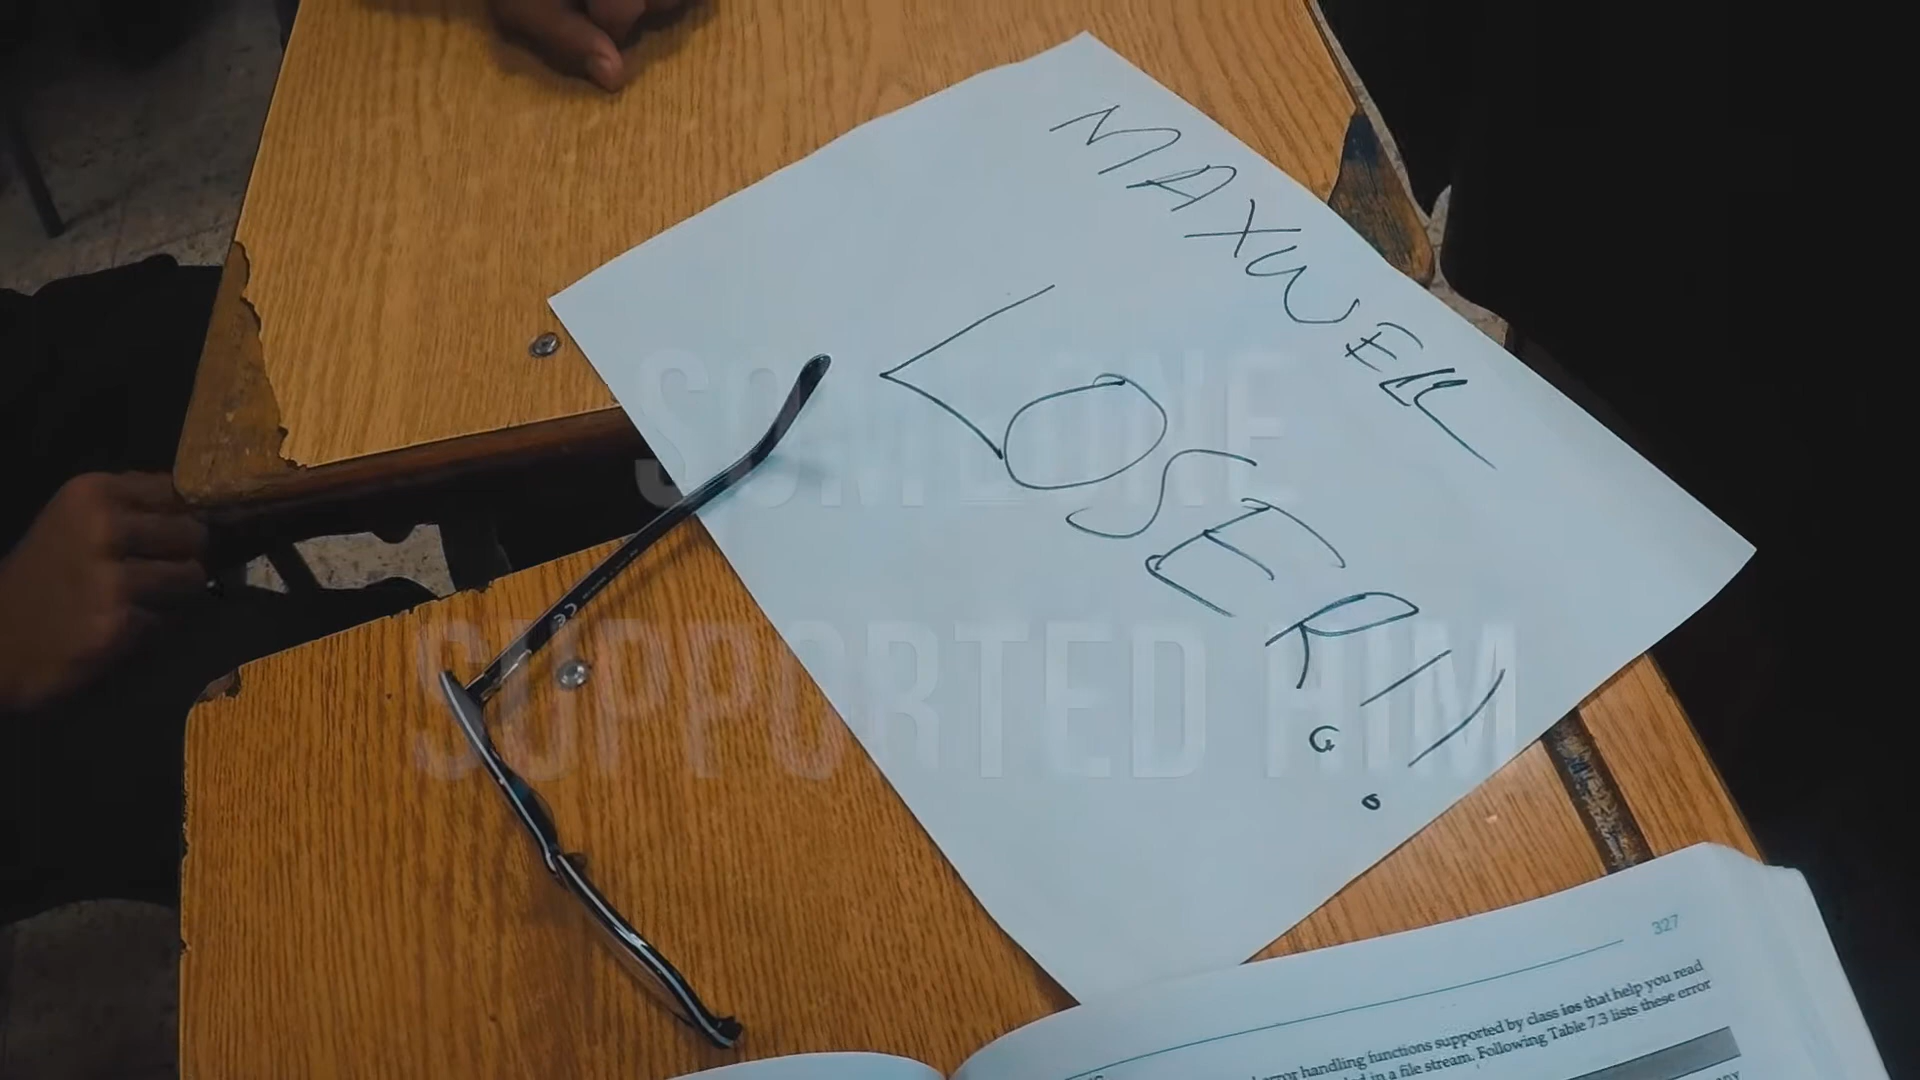 MAXWELL
LOSER!!
SOMEONE
SUPPORTED HIM
CE
327
error handling functions supported by class ios that help you read
in a file stream. Following Table 7.3 lists these error